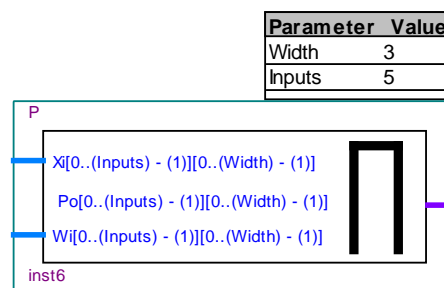 Parameter Value
Width 3
Inputs 5
P
Xi[0..(Inputs) - (1)][0..(Width) - (1)]
Po[0..(Inputs) - (1)][0..(Width) - (1)]
Wi[0..(Inputs) - (1)][0..(Width) - (1)]
inst6